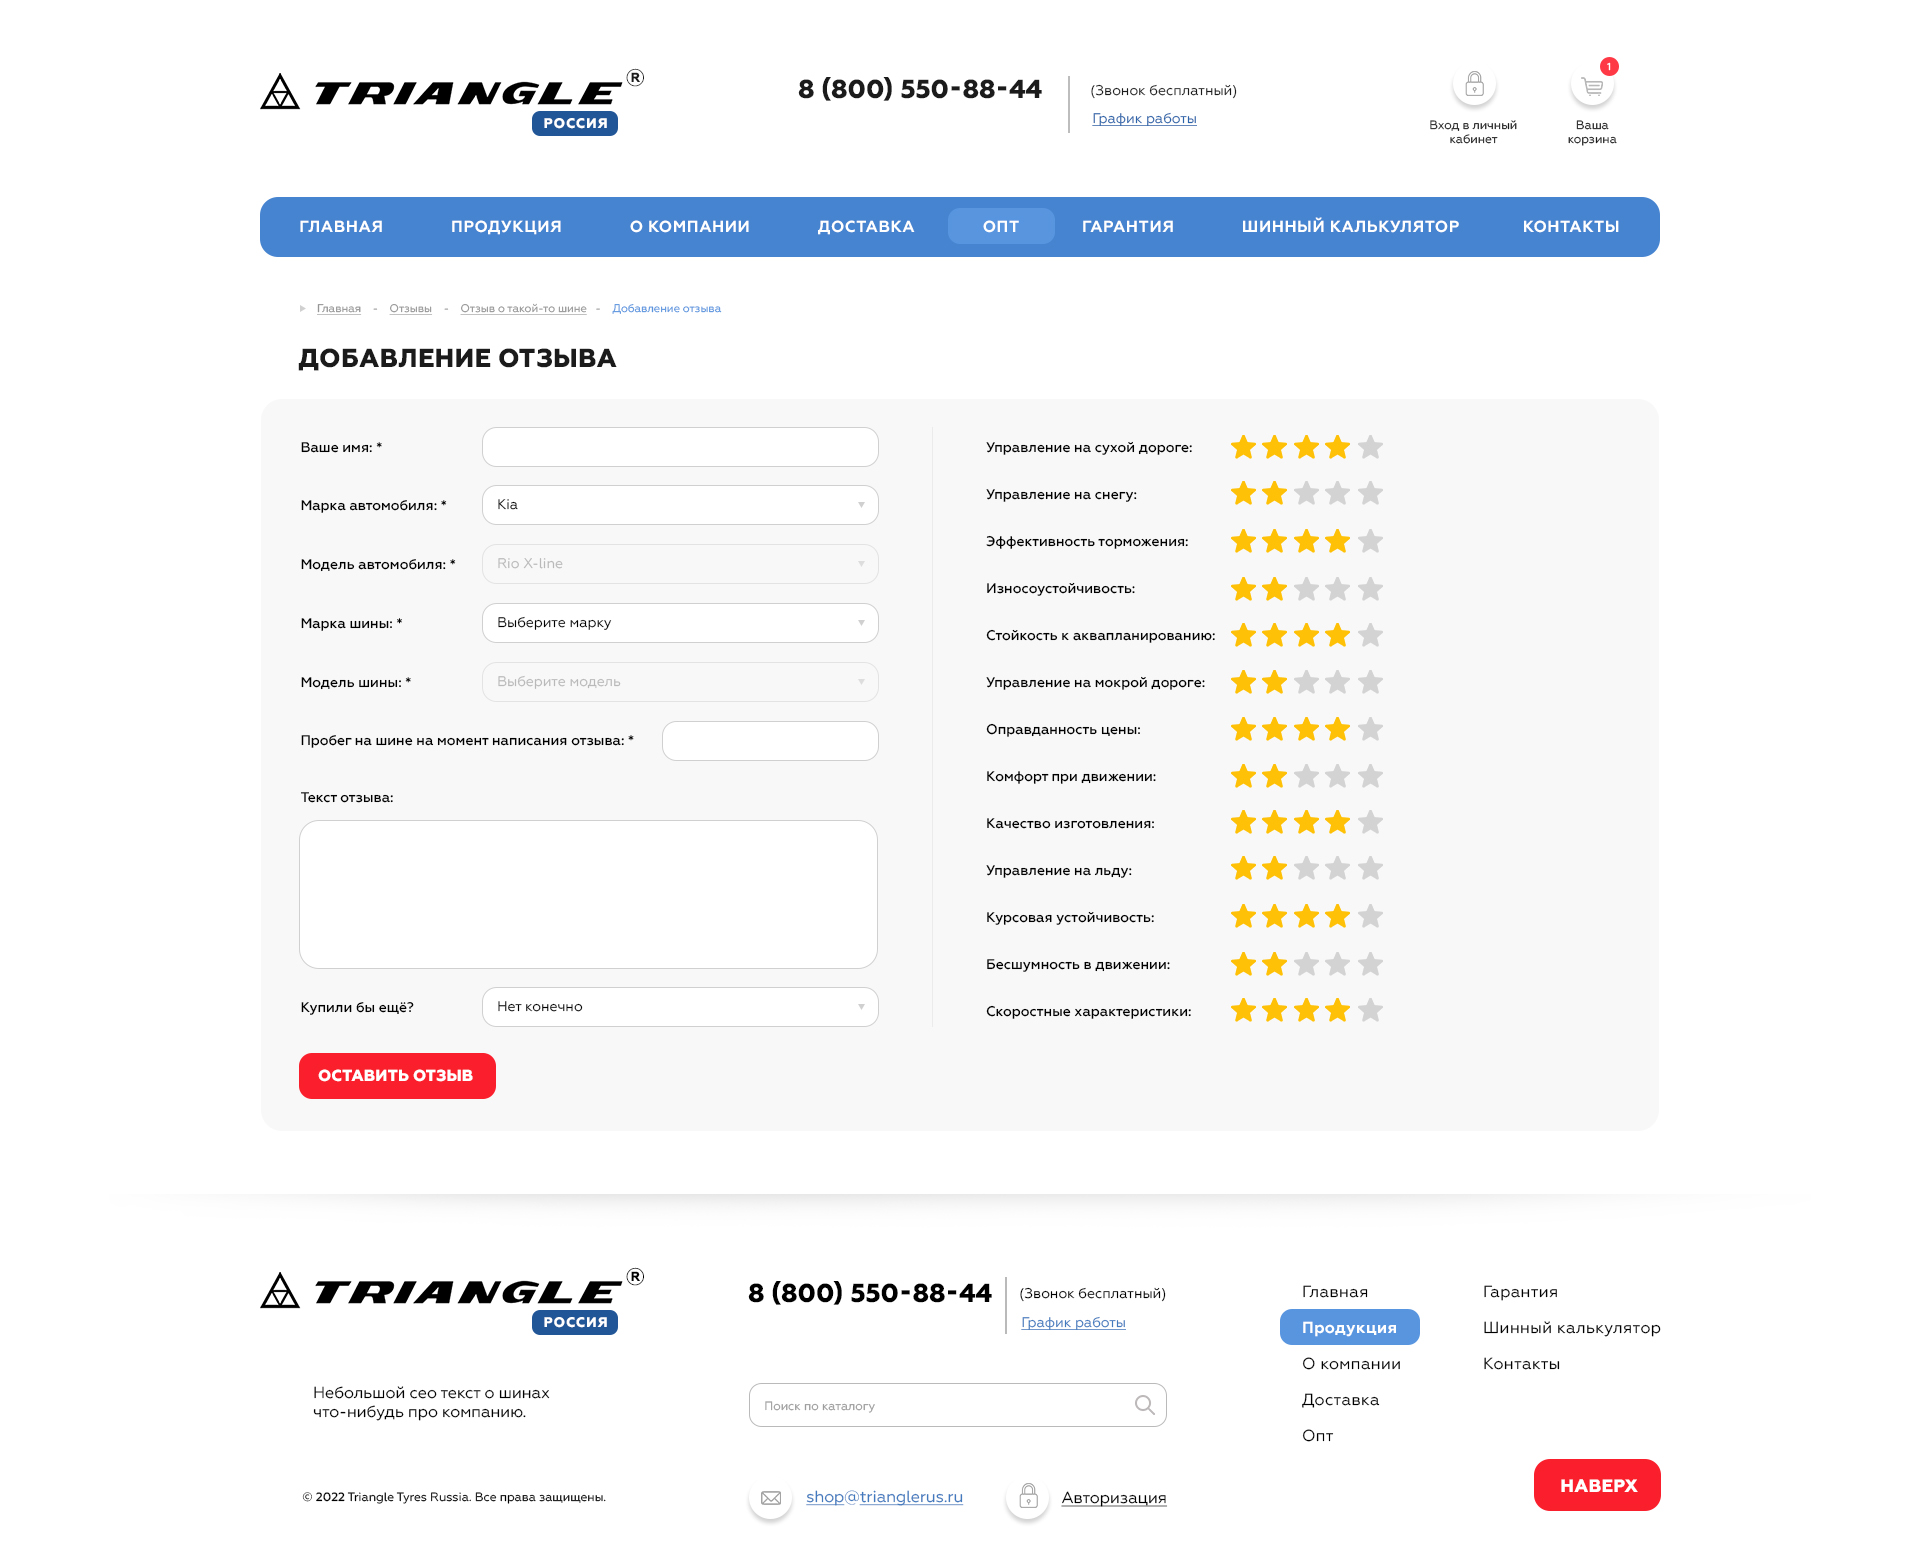 TRIANGLE ®
РОССИЯ
8 (800) 550-88-44
(Звонок бесплатный)
График работы
Вход в личный
кабинет
1
Ваша
корзина
ГЛАВНАЯ ПРОДУКЦИЯ О КОМПАНИИ ДОСТАВКА ОПТ ГАРАНТИЯ ШИННЫЙ КАЛЬКУЛЯТОР КОНТАКТЫ
Главная - Отзывы - Отзыв о такой-то шине - Добавление отзыва
ДОБАВЛЕНИЕ ОТЗЫВА
Ваше имя: *
Марка автомобиля: * Kia
Модель автомобиля: * Rio X-line
Марка шины: * Выберите марку
Модель шины: * Выберите модель
Пробег на шине на момент написания отзыва: *
Текст отзыва:
Купили бы ещё? Нет конечно
ОСТАВИТЬ ОТЗЫВ
Управление на сухой дороге:
Управление на снегу:
Эффективность торможения:
Износоустойчивость:
Стойкость к аквапланированию:
Управление на мокрой дороге:
Оправданность цены:
Комфорт при движении:
Качество изготовления:
Управление на льду:
Курсовая устойчивость:
Бесшумность в движении:
Скоростные характеристики:
TRIANGLE ®
РОССИЯ
Небольшой сео текст о шинах
что-нибудь про компанию.
© 2022 Triangle Tyres Russia. Все права защищены.
8 (800) 550-88-44
(Звонок бесплатный)
График работы
Поиск по каталогу
shop@trianglerus.ru
Авторизация
Главная
Продукция
О компании
Доставка
Опт
Гарантия
Шинный калькулятор
Контакты
НАВЕРХ